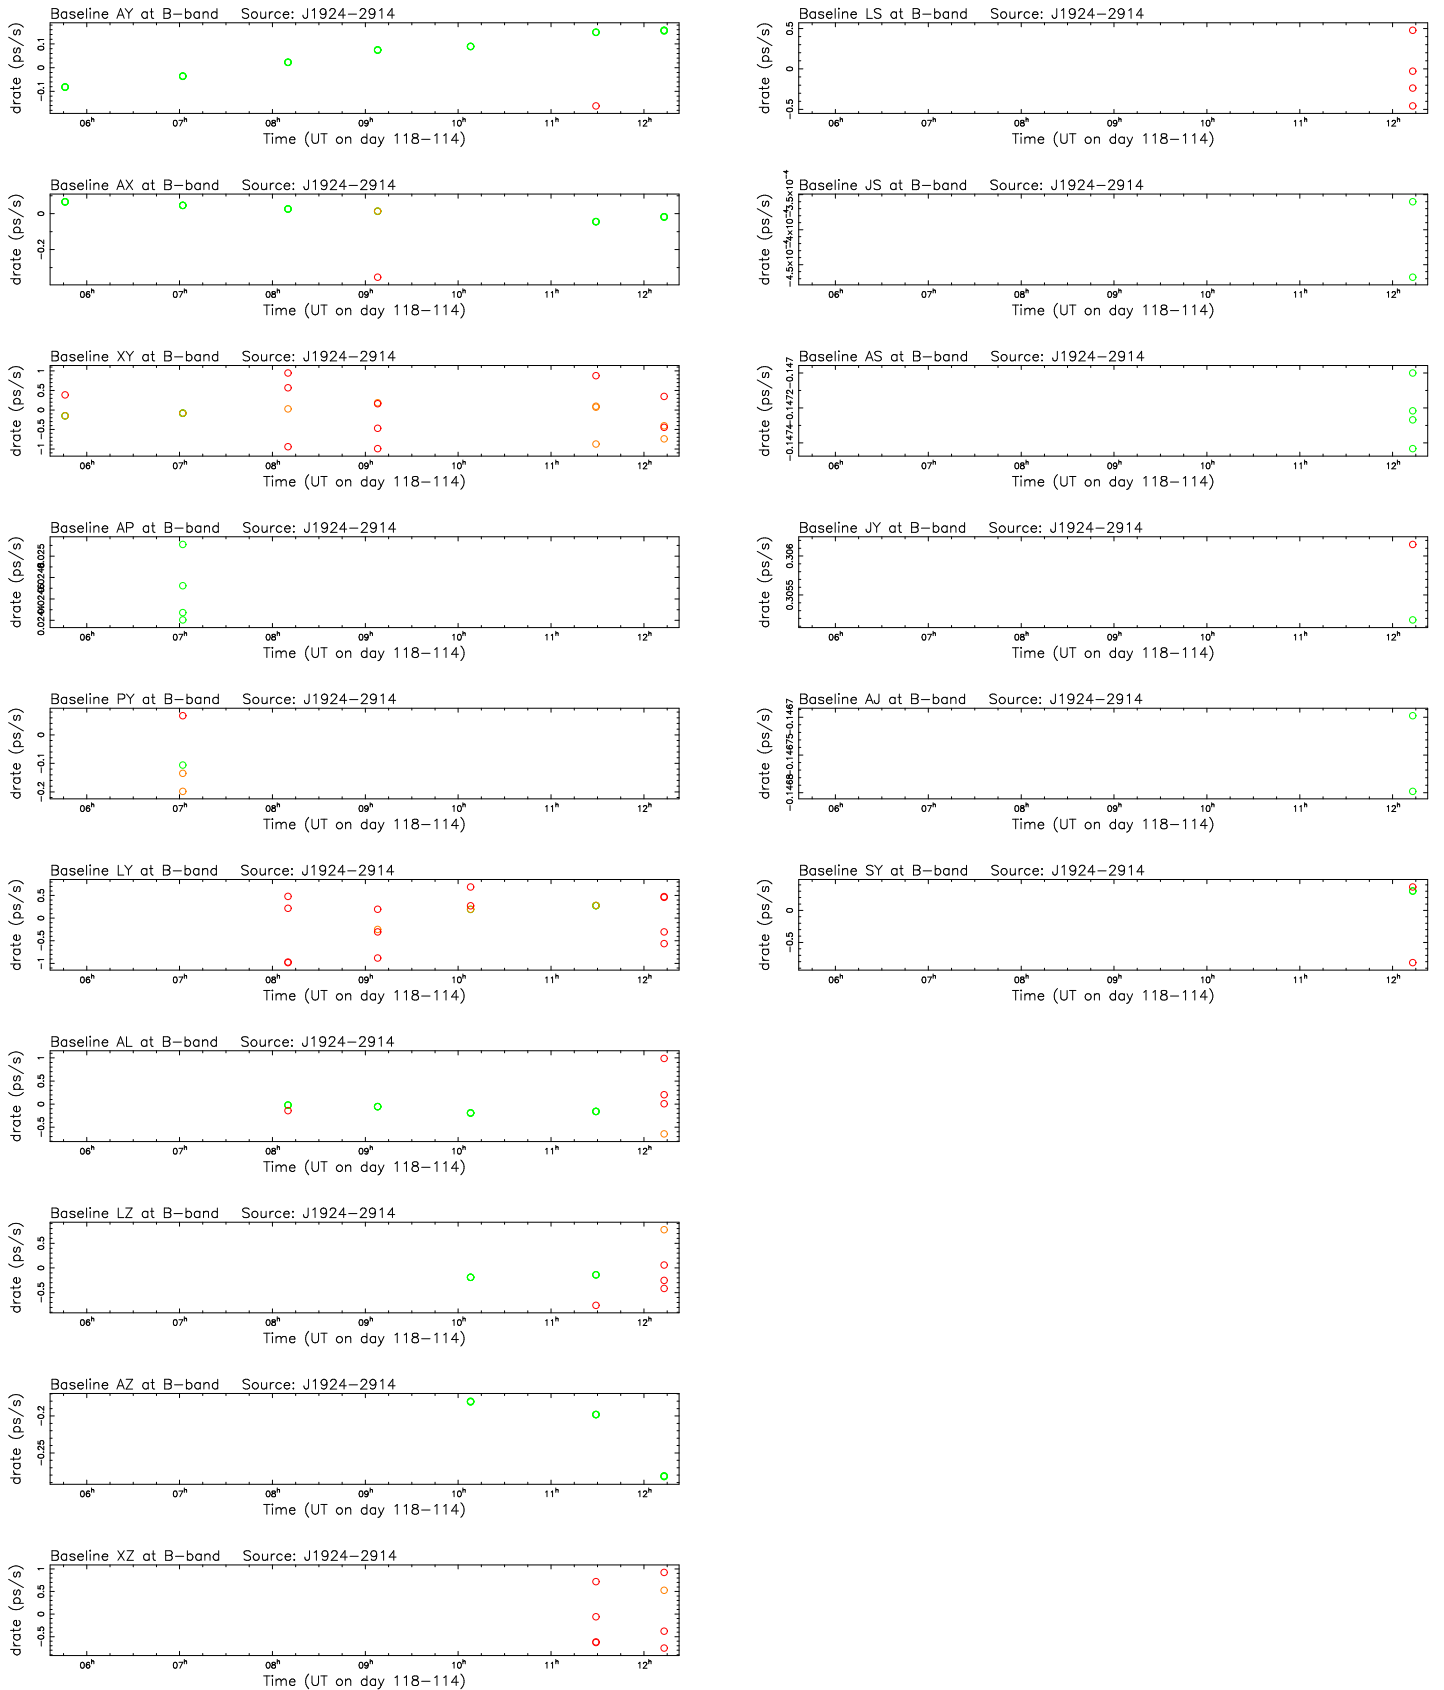 Baseline AY at B-band Source: J1924-2914
drate (ps/s)
-0.1 0 0.1
06h 07h 08h 09h 10h 11h 12h
Time (UT on day 118-114)
Baseline AX at B-band Source: J1924-2914
drate (ps/s)
-0.2 0
06h 07h 08h 09h 10h 11h 12h
Time (UT on day 118-114)
Baseline XY at B-band Source: J1924-2914
drate (ps/s)
-1 -0.5 0 0.5 1
06h 07h 08h 09h 10h 11h 12h
Time (UT on day 118-114)
Baseline AP at B-band Source: J1924-2914
drate (ps/s)
06h 07h 08h 09h 10h 11h 12h
Time (UT on day 118-114)
Baseline PY at B-band Source: J1924-2914
drate (ps/s)
-0.2 -0.1 0
06h 07h 08h 09h 10h 11h 12h
Time (UT on day 118-114)
Baseline LY at B-band Source: J1924-2914
drate (ps/s)
-1 -0.5 0 0.5
06h 07h 08h 09h 10h 11h 12h
Time (UT on day 118-114)
Baseline AL at B-band Source: J1924-2914
drate (ps/s)
-0.5 0 0.5 1
06h 07h 08h 09h 10h 11h 12h
Time (UT on day 118-114)
Baseline LZ at B-band Source: J1924-2914
drate (ps/s)
-0.5 0 0.5
06h 07h 08h 09h 10h 11h 12h
Time (UT on day 118-114)
Baseline AZ at B-band Source: J1924-2914
drate (ps/s)
-0.25 -0.2
06h 07h 08h 09h 10h 11h 12h
Time (UT on day 118-114)
Baseline XZ at B-band Source: J1924-2914
drate (ps/s)
-0.5 0 0.5 1
06h 07h 08h 09h 10h 11h 12h
Time (UT on day 118-114)
Baseline LS at B-band Source: J1924-2914
drate (ps/s)
-0.5 0 0.5
06h 07h 08h 09h 10h 11h 12h
Time (UT on day 118-114)
Baseline JS at B-band Source: J1924-2914
drate (ps/s)
06h 07h 08h 09h 10h 11h 12h
Time (UT on day 118-114)
Baseline AS at B-band Source: J1924-2914
drate (ps/s)
-0.1474 -0.1472 -0.147
06h 07h 08h 09h 10h 11h 12h
Time (UT on day 118-114)
Baseline JY at B-band Source: J1924-2914
drate (ps/s)
0.3055 0.306
06h 07h 08h 09h 10h 11h 12h
Time (UT on day 118-114)
Baseline AJ at B-band Source: J1924-2914
drate (ps/s)
-0.1468 -0.14675 -0.1467
06h 07h 08h 09h 10h 11h 12h
Time (UT on day 118-114)
Baseline SY at B-band Source: J1924-2914
drate (ps/s)
-0.5 0
06h 07h 08h 09h 10h 11h 12h
Time (UT on day 118-114)